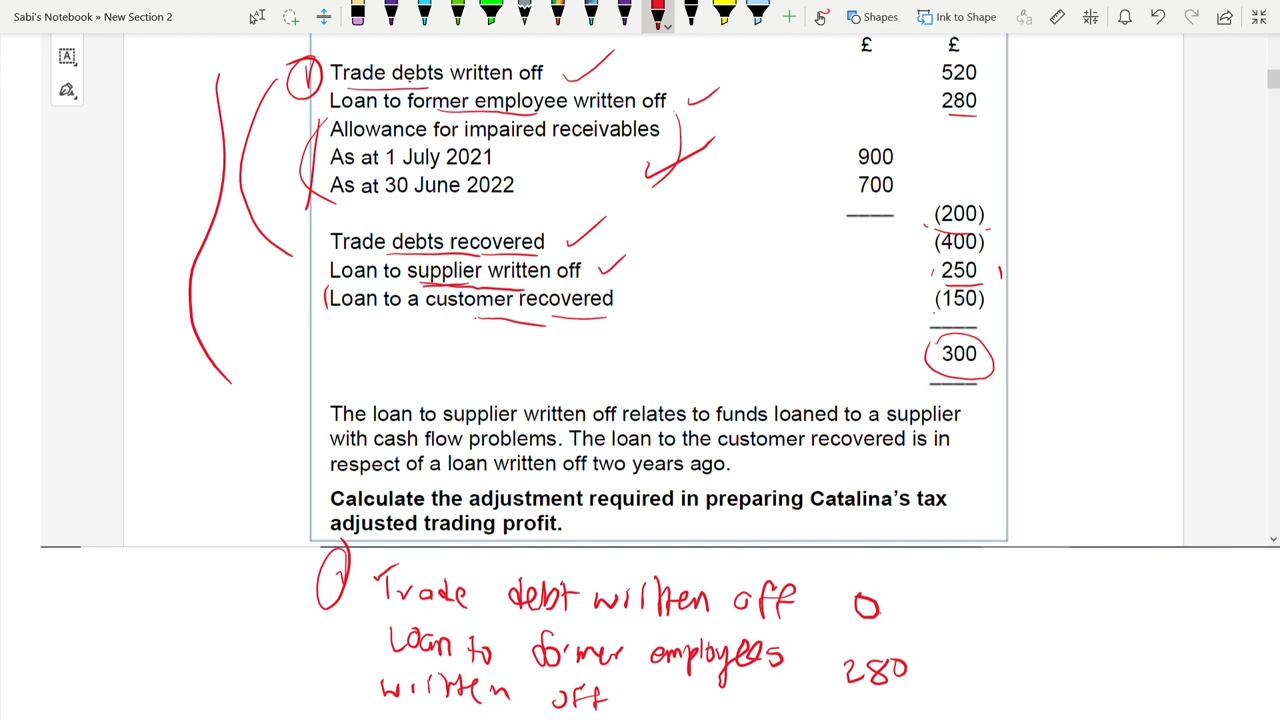 Sabi's Notebook » New Section 2
Shapes
Ink to Shape
£ £
Trade debts written off 520
Loan to former employee written off 280
Allowance for impaired receivables
As at 1 July 2021 900
As at 30 June 2022 700
(200)
Trade debts recovered (400)
Loan to supplier written off 250
(Loan to a customer recovered (150)
300
The loan to supplier written off relates to funds loaned to a supplier
with cash flow problems. The loan to the customer recovered is in
respect of a loan written off two years ago.
Calculate the adjustment required in preparing Catalina's tax
adjusted trading profit.
Trade debt written off 0
Loan to former employees 280
written off